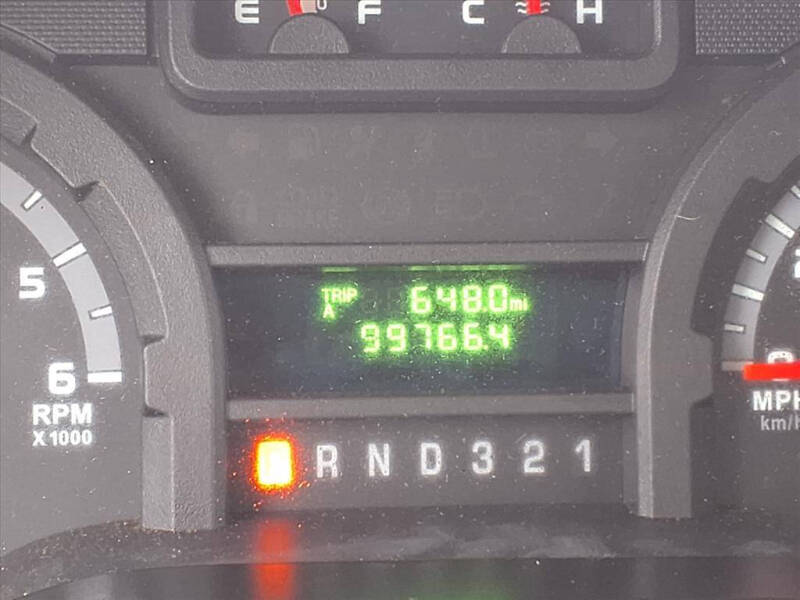 E F C H
5
6
RPM
X 1000
TRIP
A
648.0 mi
99766.4
R N D 3 2 1
MPH